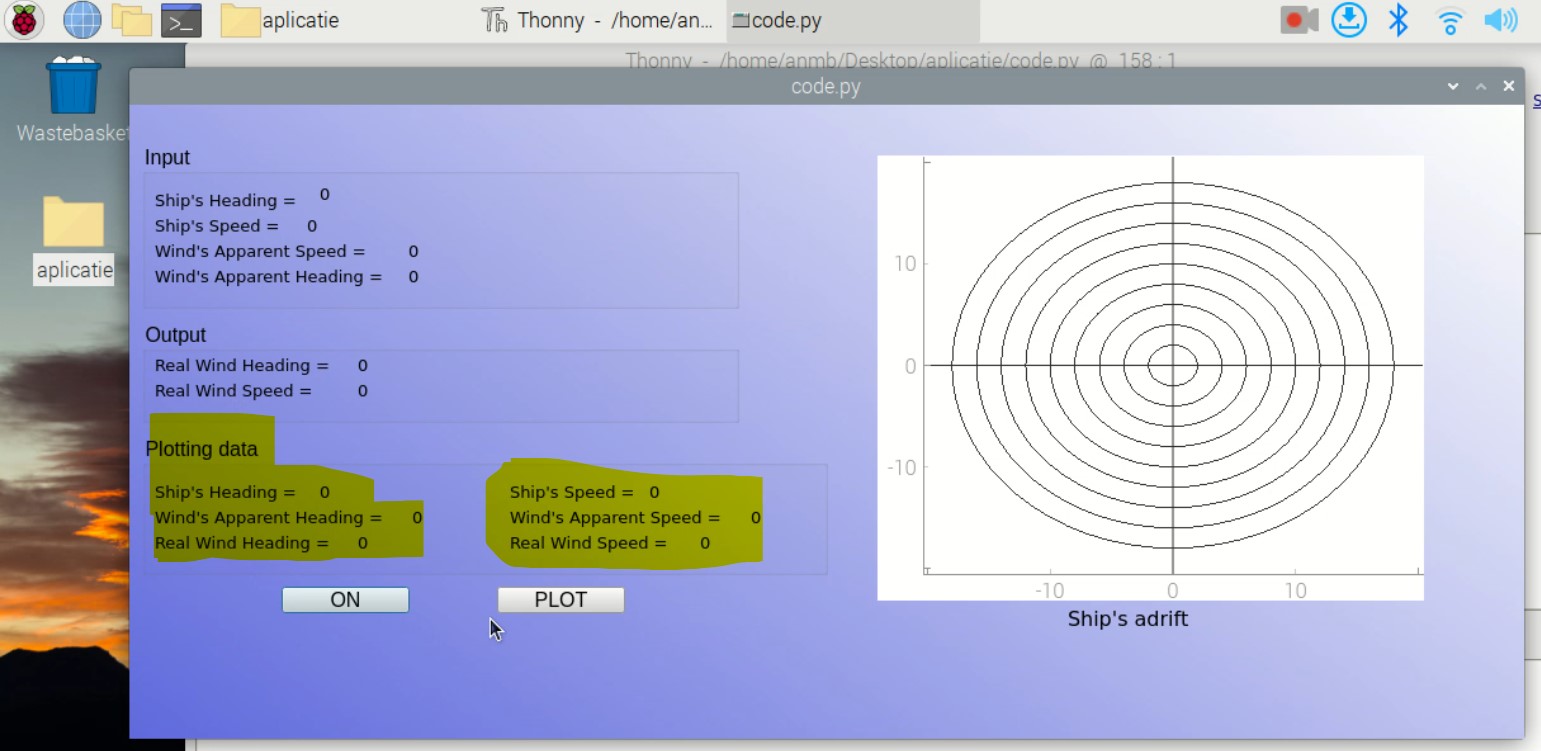 aplicatie
Thonny - /home/an...
code.py
Thonny - /home/anmb/Desktop/aplicatie/code.py @ 158 : 1
code.py
Wastebasket
aplicatie
Input
Ship's Heading = 0
Ship's Speed = 0
Wind's Apparent Speed = 0
Wind's Apparent Heading = 0
Output
Real Wind Heading = 0
Real Wind Speed = 0
Plotting data
Ship's Heading = 0
Wind's Apparent Heading = 0
Real Wind Heading = 0
Ship's Speed = 0
Wind's Apparent Speed = 0
Real Wind Speed = 0
ON
PLOT
10
0
-10
-10
0
10
Ship's adrift